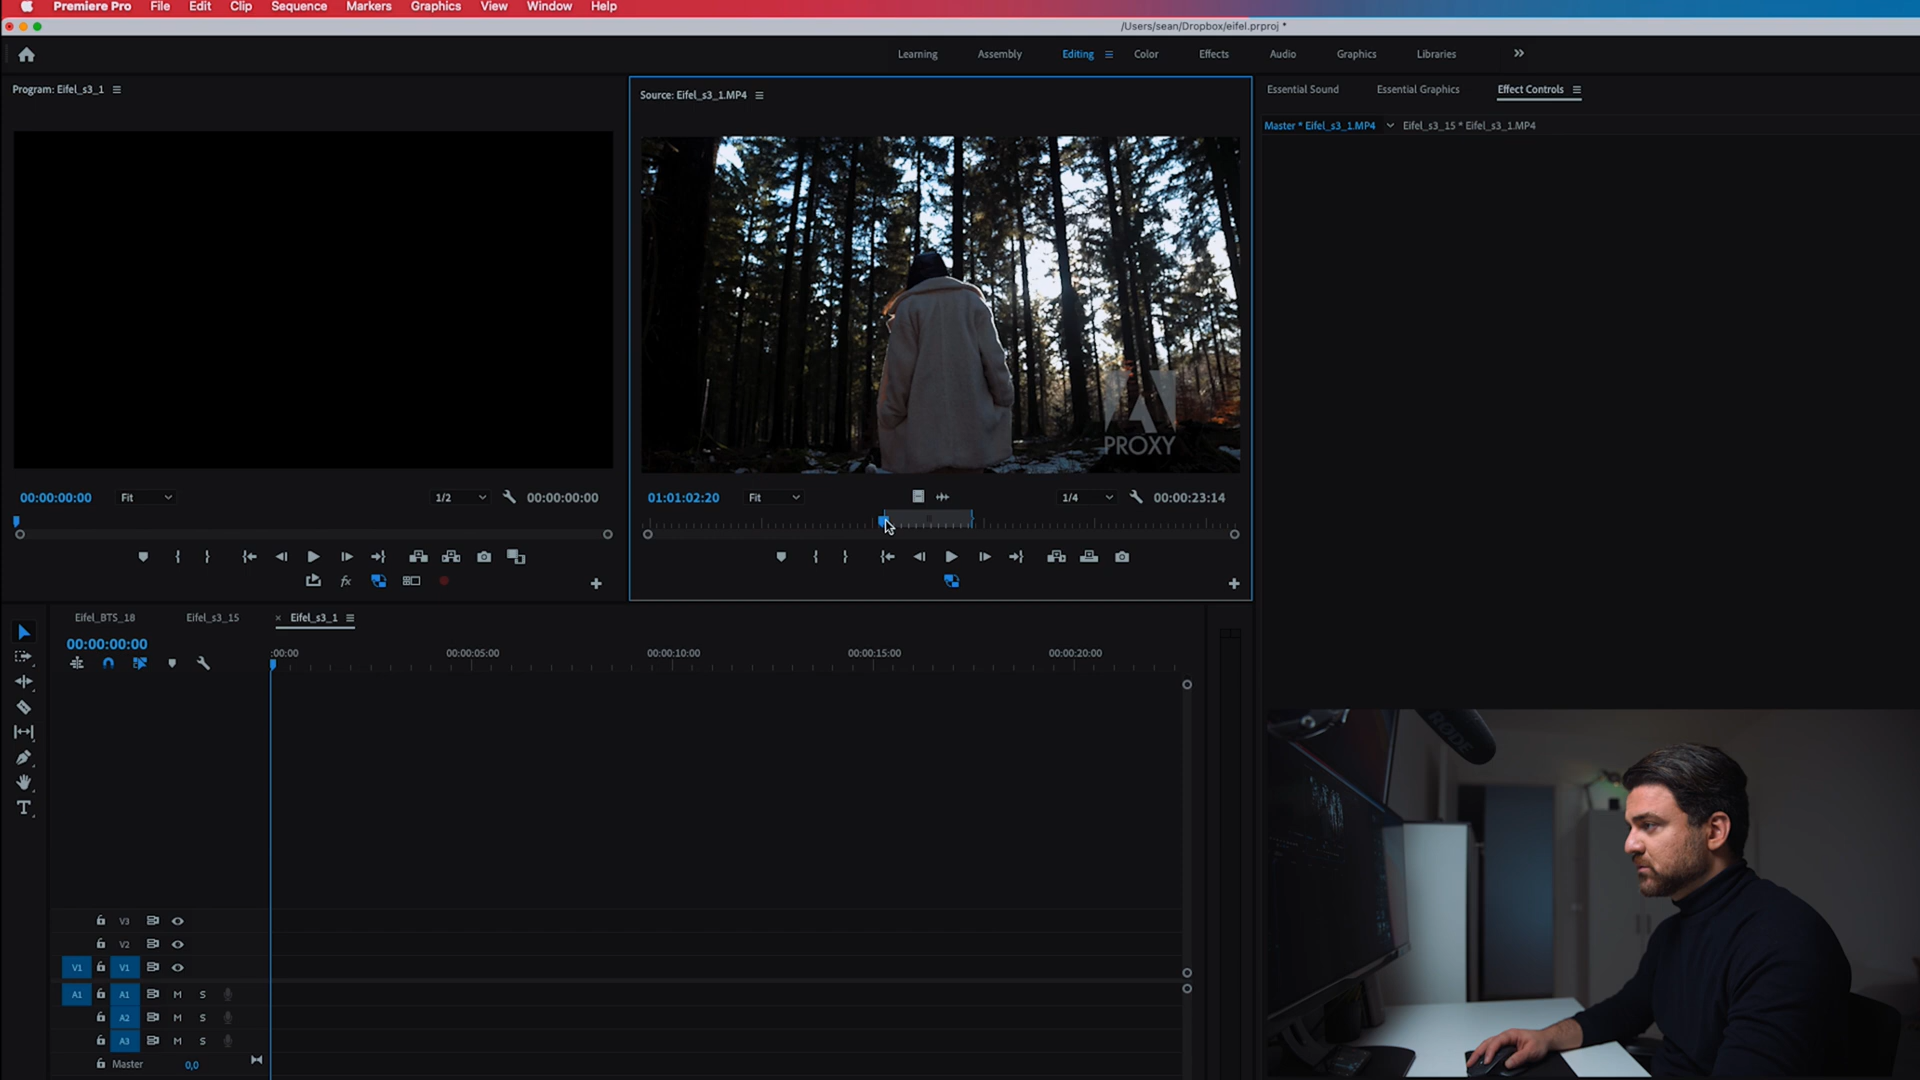 Premiere Pro File Edit Clip Sequence Markers Graphics View Window Help
/Users/sean/Dropbox/eifel.prproj *
Learning Assembly Editing Color Effects Audio Graphics Libraries
Program: Eifel_s3_1
Source: Eifel_s3_1.MP4
Essential Sound Essential Graphics Effect Controls
Master * Eifel_s3_1.MP4 Eifel_s3_15 * Eifel_s3_1.MP4
PROXY
00:00:00:00 Fit 1/2 00:00:00:00
01:01:02:20 Fit 1/4 00:00:23:14
fx
Eifel_BTS_18 Eifel_s3_15 × Eifel_s3_1
00:00:00:00
:00:00 00:00:05:00 00:00:10:00 00:00:15:00 00:00:20:00
T
V3
V2
V1 V1
A1 A1 M S
A2 M S
A3 M S
Master 0,0
RODE